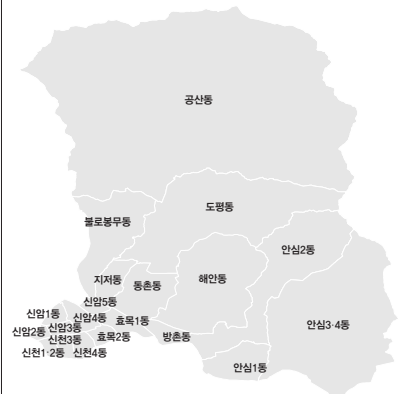 공산동
도평동
불로봉무동
안심2동
지저동
동촌동
해안동
신암5동
신암1동
신암4동
효목1동
안심3·4동
신암2동
신암3동
신천3동
효목2동
방촌동
신천1·2동
신천4동
안심1동